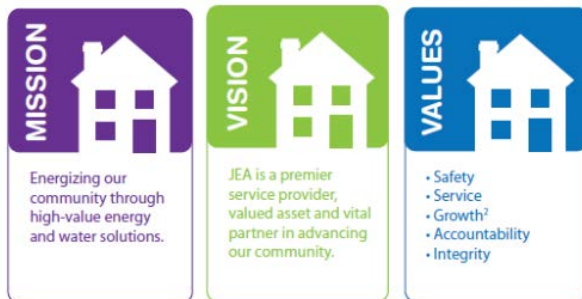 MISSION
Energizing our
community through
high-value energy
and water solutions.
VISION
JEA is a premier
service provider,
valued asset and vital
partner in advancing
our community.
VALUES
• Safety
• Service
• Growth²
• Accountability
• Integrity